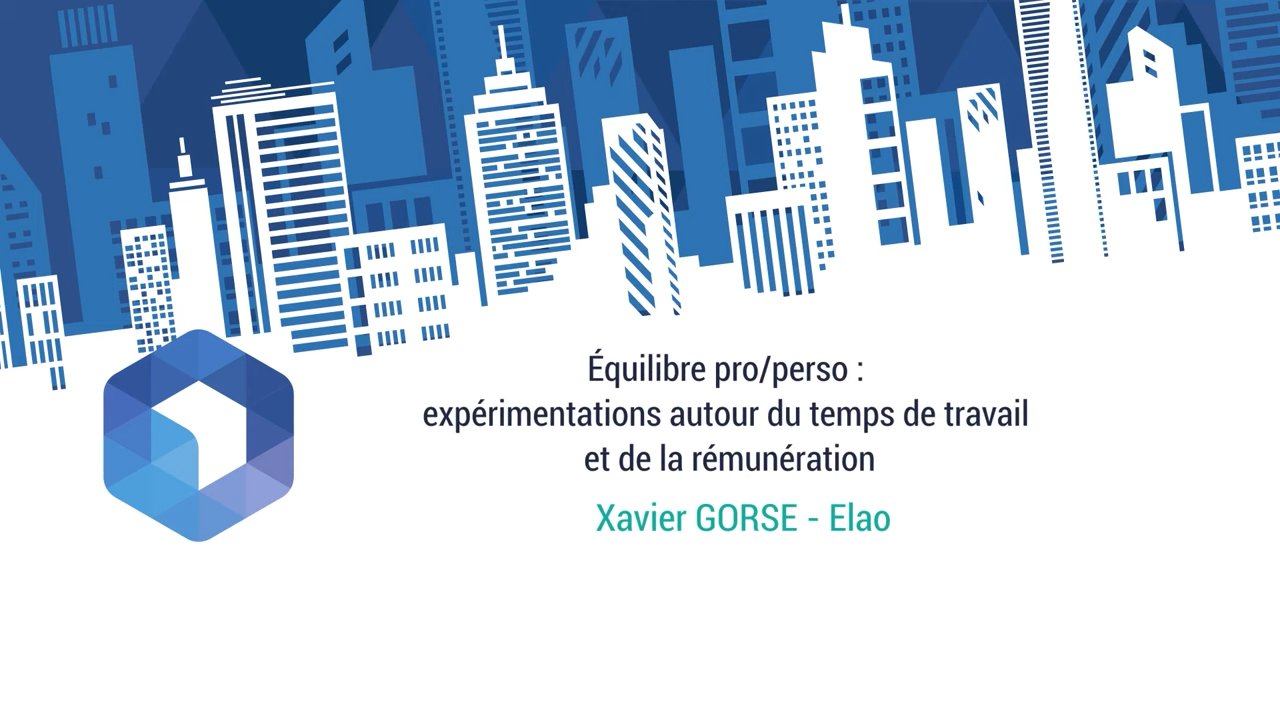 Équilibre pro/perso :
expérimentations autour du temps de travail
et de la rémunération
Xavier GORSE - Elao